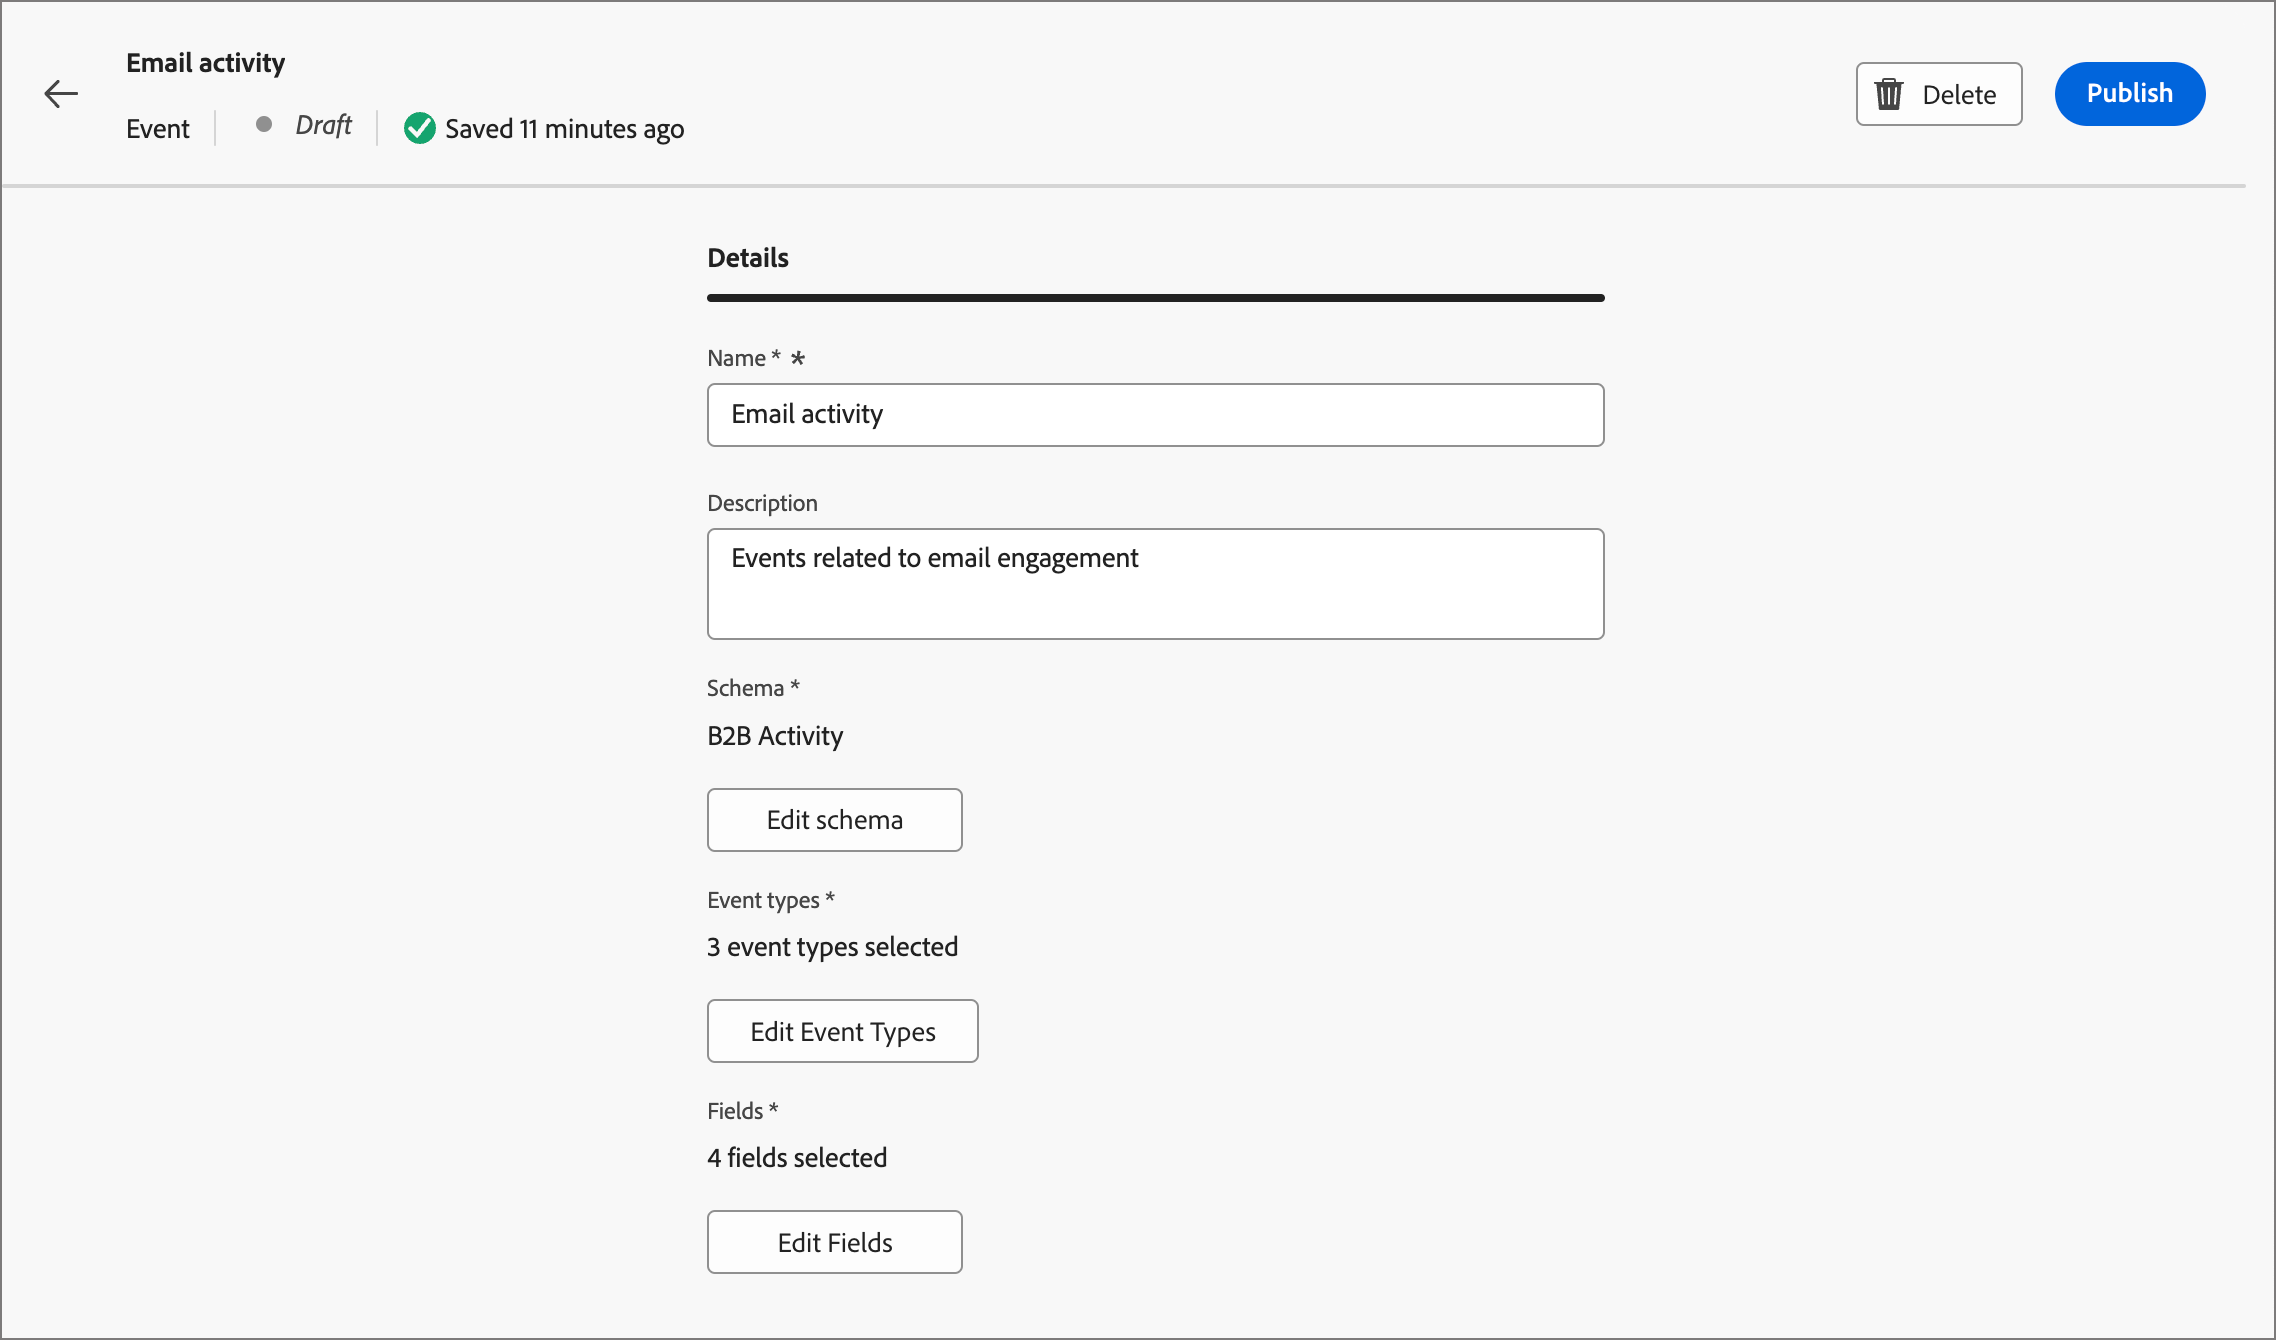 Email activity
Event Draft Saved 11 minutes ago
Delete
Publish
Details
Name * *
Email activity
Description
Events related to email engagement
Schema *
B2B Activity
Edit schema
Event types *
3 event types selected
Edit Event Types
Fields *
4 fields selected
Edit Fields